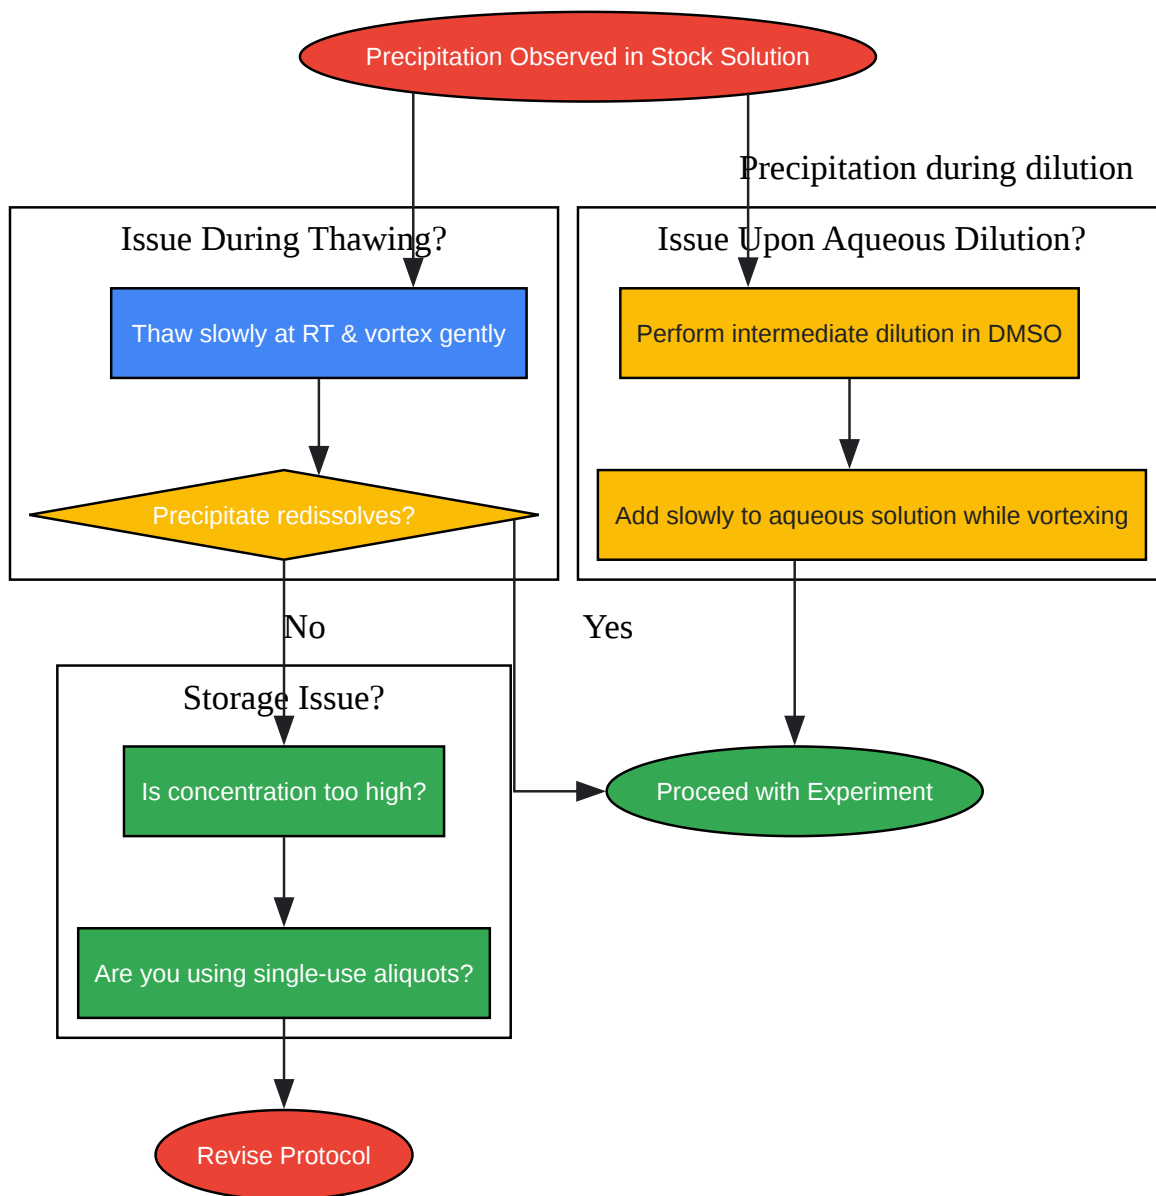 Precipitation Observed in Stock Solution
Precipitation during dilution
Issue During Thawing?
Issue Upon Aqueous Dilution?
Thaw slowly at RT & vortex gently
Perform intermediate dilution in DMSO
Precipitate redissolves?
Add slowly to aqueous solution while vortexing
No
Yes
Storage Issue?
Is concentration too high?
Proceed with Experiment
Are you using single-use aliquots?
Revise Protocol